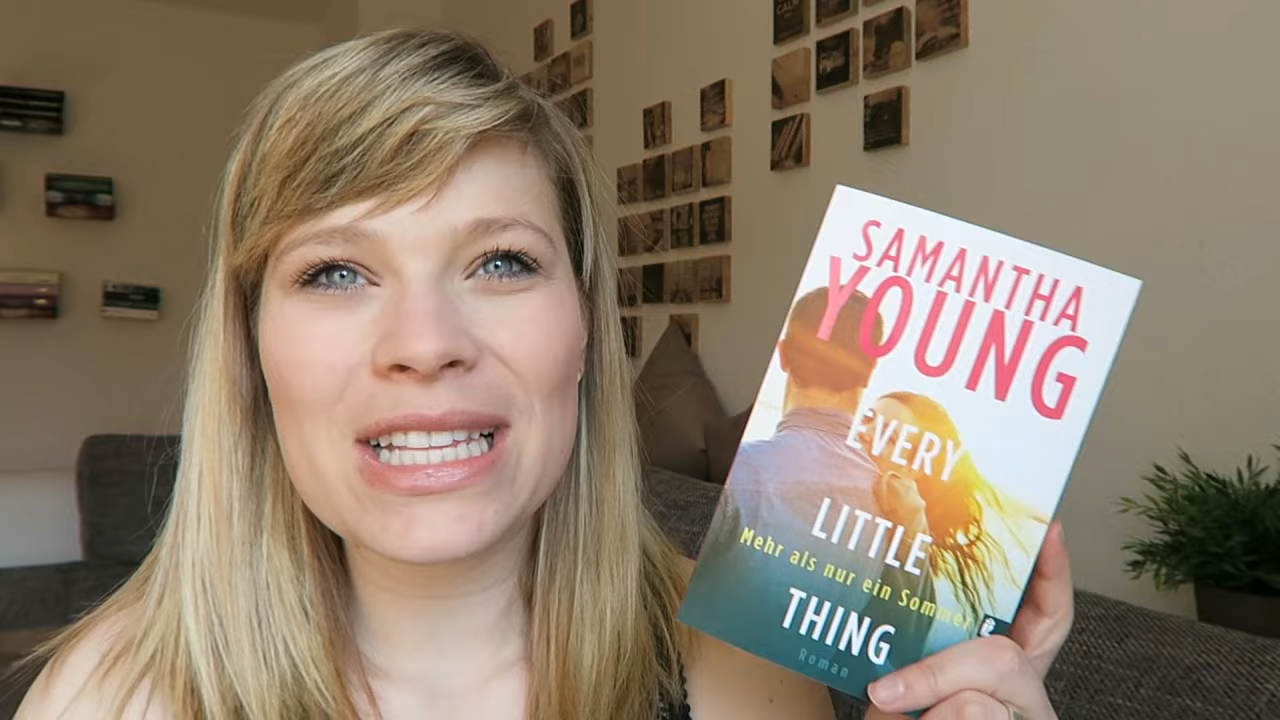 SAMANTHA
YOUNG
EVERY
LITTLE
Mehr als nur ein Sommer
THING
Roman